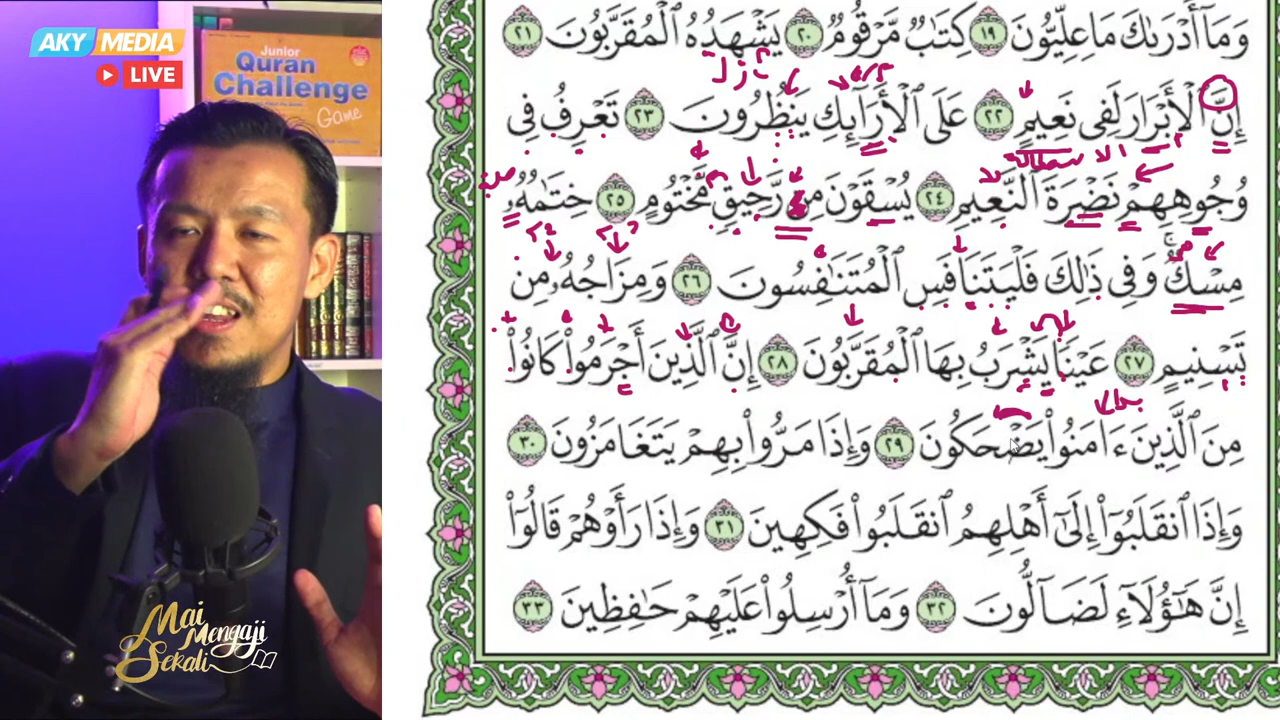 AKY MEDIA
LIVE
Junior
Quran
Challenge
Game
Mai
Mengaji
Sekali
وَمَآ أَدْرَىٰكَ مَا عِلِّيُّونَ ١٩ كِتَٰبٌ مَّرْقُومٌ ٢٠ يَشْهَدُهُ ٱلْمُقَرَّبُونَ ٢١
إِنَّ ٱلْأَبْرَارَ لَفِى نَعِيمٍ ٢٢ عَلَى ٱلْأَرَآئِكِ يَنظُرُونَ ٢٣ تَعْرِفُ فِى
وُجُوهِهِمْ نَضْرَةَ ٱلنَّعِيمِ ٢٤ يُسْقَوْنَ مِن رَّحِيقٍ مَّخْتُومٍ ٢٥ خِتَٰمُهُۥ
مِسْكٌ ۚ وَفِى ذَٰلِكَ فَلْيَتَنَافَسِ ٱلْمُتَنَٰفِسُونَ ٢٦ وَمِزَاجُهُۥ مِن
تَسْنِيمٍ ٢٧ عَيْنًا يَشْرَبُ بِهَا ٱلْمُقَرَّبُونَ ٢٨ إِنَّ ٱلَّذِينَ أَجْرَمُوا۟ كَانُوا۟
مِنَ ٱلَّذِينَ ءَامَنُوا۟ يَضْحَكُونَ ٢٩ وَإِذَا مَرُّوا۟ بِهِمْ يَتَغَامَزُونَ ٣٠
وَإِذَا ٱنقَلَبُوٓا۟ إِلَىٰٓ أَهْلِهِمُ ٱنقَلَبُوا۟ فَكِهِينَ ٣١ وَإِذَا رَأَوْهُمْ قَالُوٓا۟
إِنَّ هَٰٓؤُلَآءِ لَضَآلُّونَ ٣٢ وَمَآ أُرْسِلُوا۟ عَلَيْهِمْ حَٰفِظِينَ ٣٣